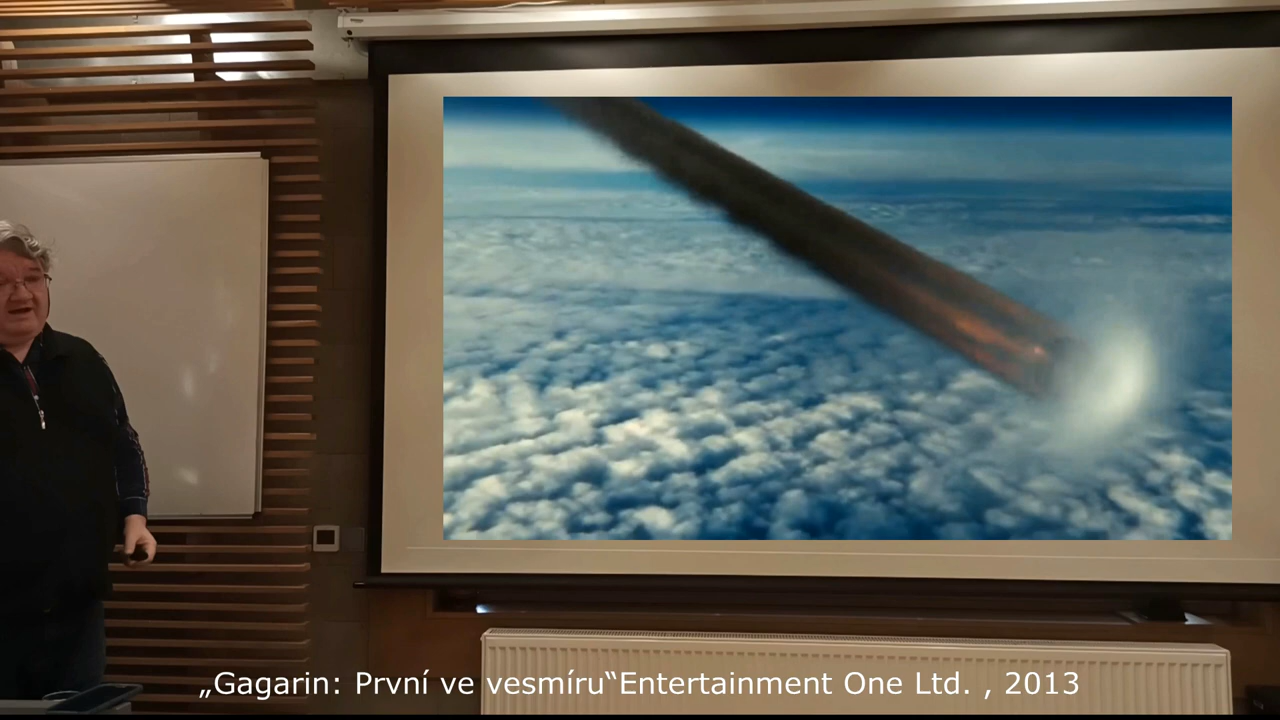 „Gagarin: První ve vesmíru“Entertainment One Ltd. , 2013